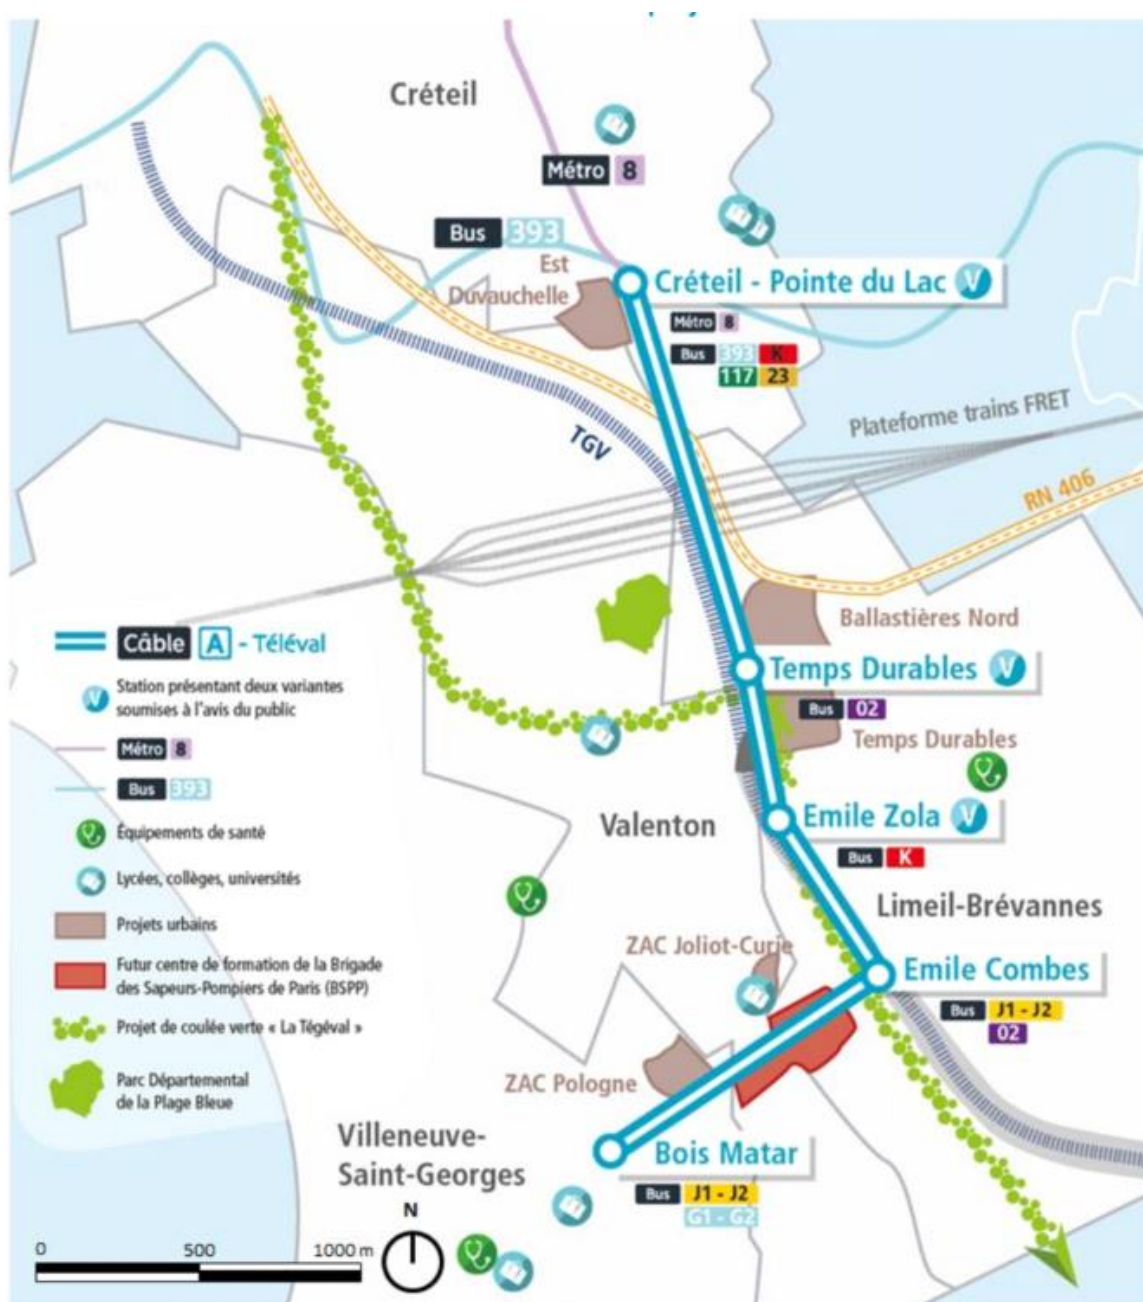 Créteil
Métro 8
Bus 393
Est
Duvauchelle
Créteil - Pointe du Lac V
Métro 8
Bus 393 K
117 23
Plateforme trains FRET
TGV
RN 406
Ballastières Nord
Temps Durables V
Bus 02
Temps Durables
Câble A - Téléval
V Station présentant deux variantes
soumises à l'avis du public
Métro 8
Bus 393
Équipements de santé
Lycées, collèges, universités
Projets urbains
Futur centre de formation de la Brigade
des Sapeurs-Pompiers de Paris (BSPP)
Projet de coulée verte « La Tégéval »
Parc Départemental
de la Plage Bleue
Valenton
Emile Zola V
Bus K
Limeil-Brévannes
ZAC Joliot-Curie
Emile Combes
Bus J1 - J2
02
ZAC Pologne
Villeneuve-
Saint-Georges
Bois Matar
Bus J1 - J2
G1 - G2
N
0 500 1000 m